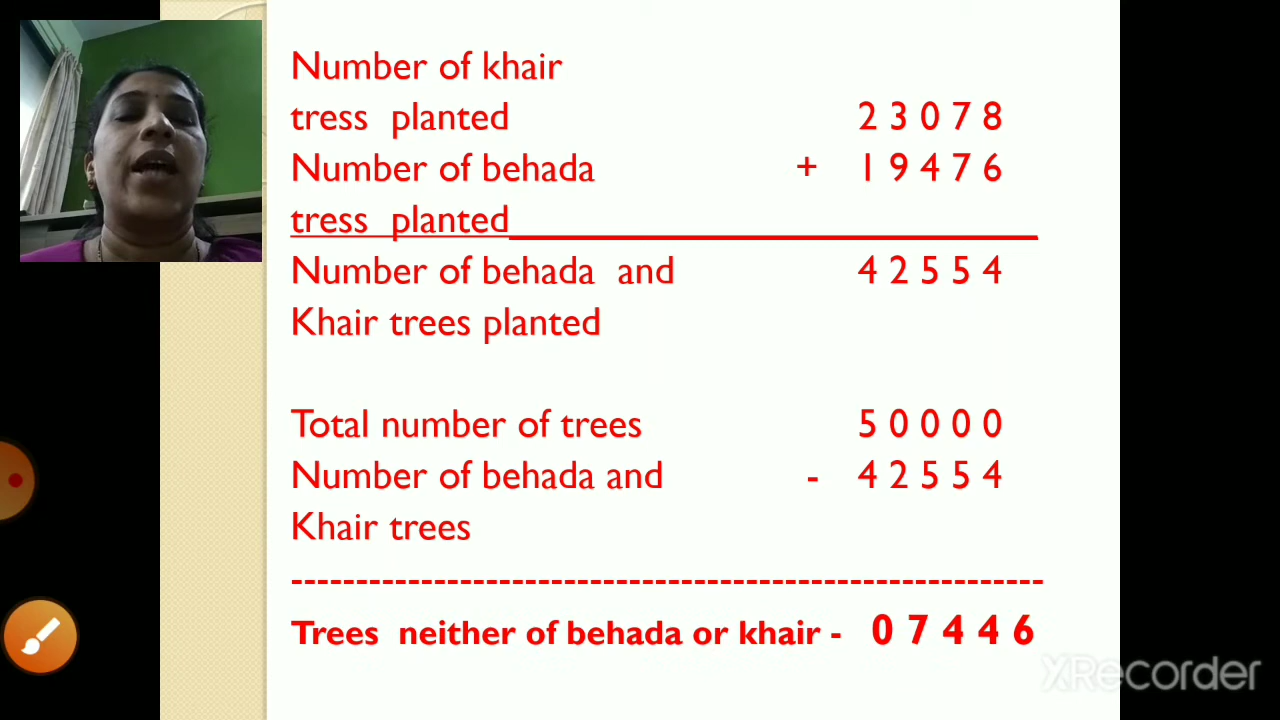 Number of khair
tress planted 2 3 0 7 8
Number of behada + 1 9 4 7 6
tress planted
Number of behada and 4 2 5 5 4
Khair trees planted
Total number of trees 5 0 0 0 0
Number of behada and - 4 2 5 5 4
Khair trees
------------------------------------------------------------
Trees neither of behada or khair - 0 7 4 4 6
XRecorder